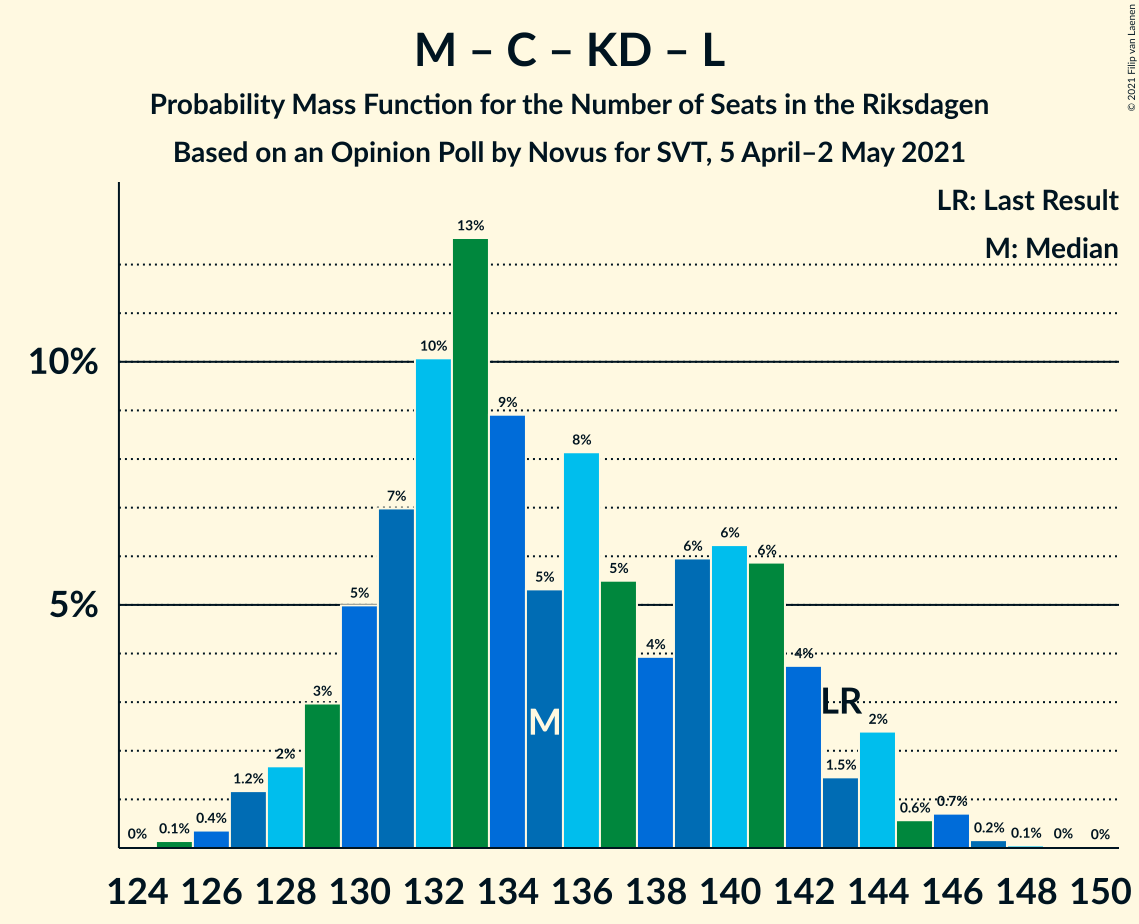 M – C – KD – L
Probability Mass Function for the Number of Seats in the Riksdagen
Based on an Opinion Poll by Novus for SVT, 5 April–2 May 2021
© 2021 Filip van Laenen
LR: Last Result
M: Median
10%
5%
0% 0.1% 0.4% 1.2% 2% 3% 5% 7% 10% 13% 9% 5% 8% 5% 4% 6% 6% 6% 4% 1.5% 2% 0.6% 0.7% 0.2% 0.1% 0% 0%
M
LR
124 126 128 130 132 134 136 138 140 142 144 146 148 150